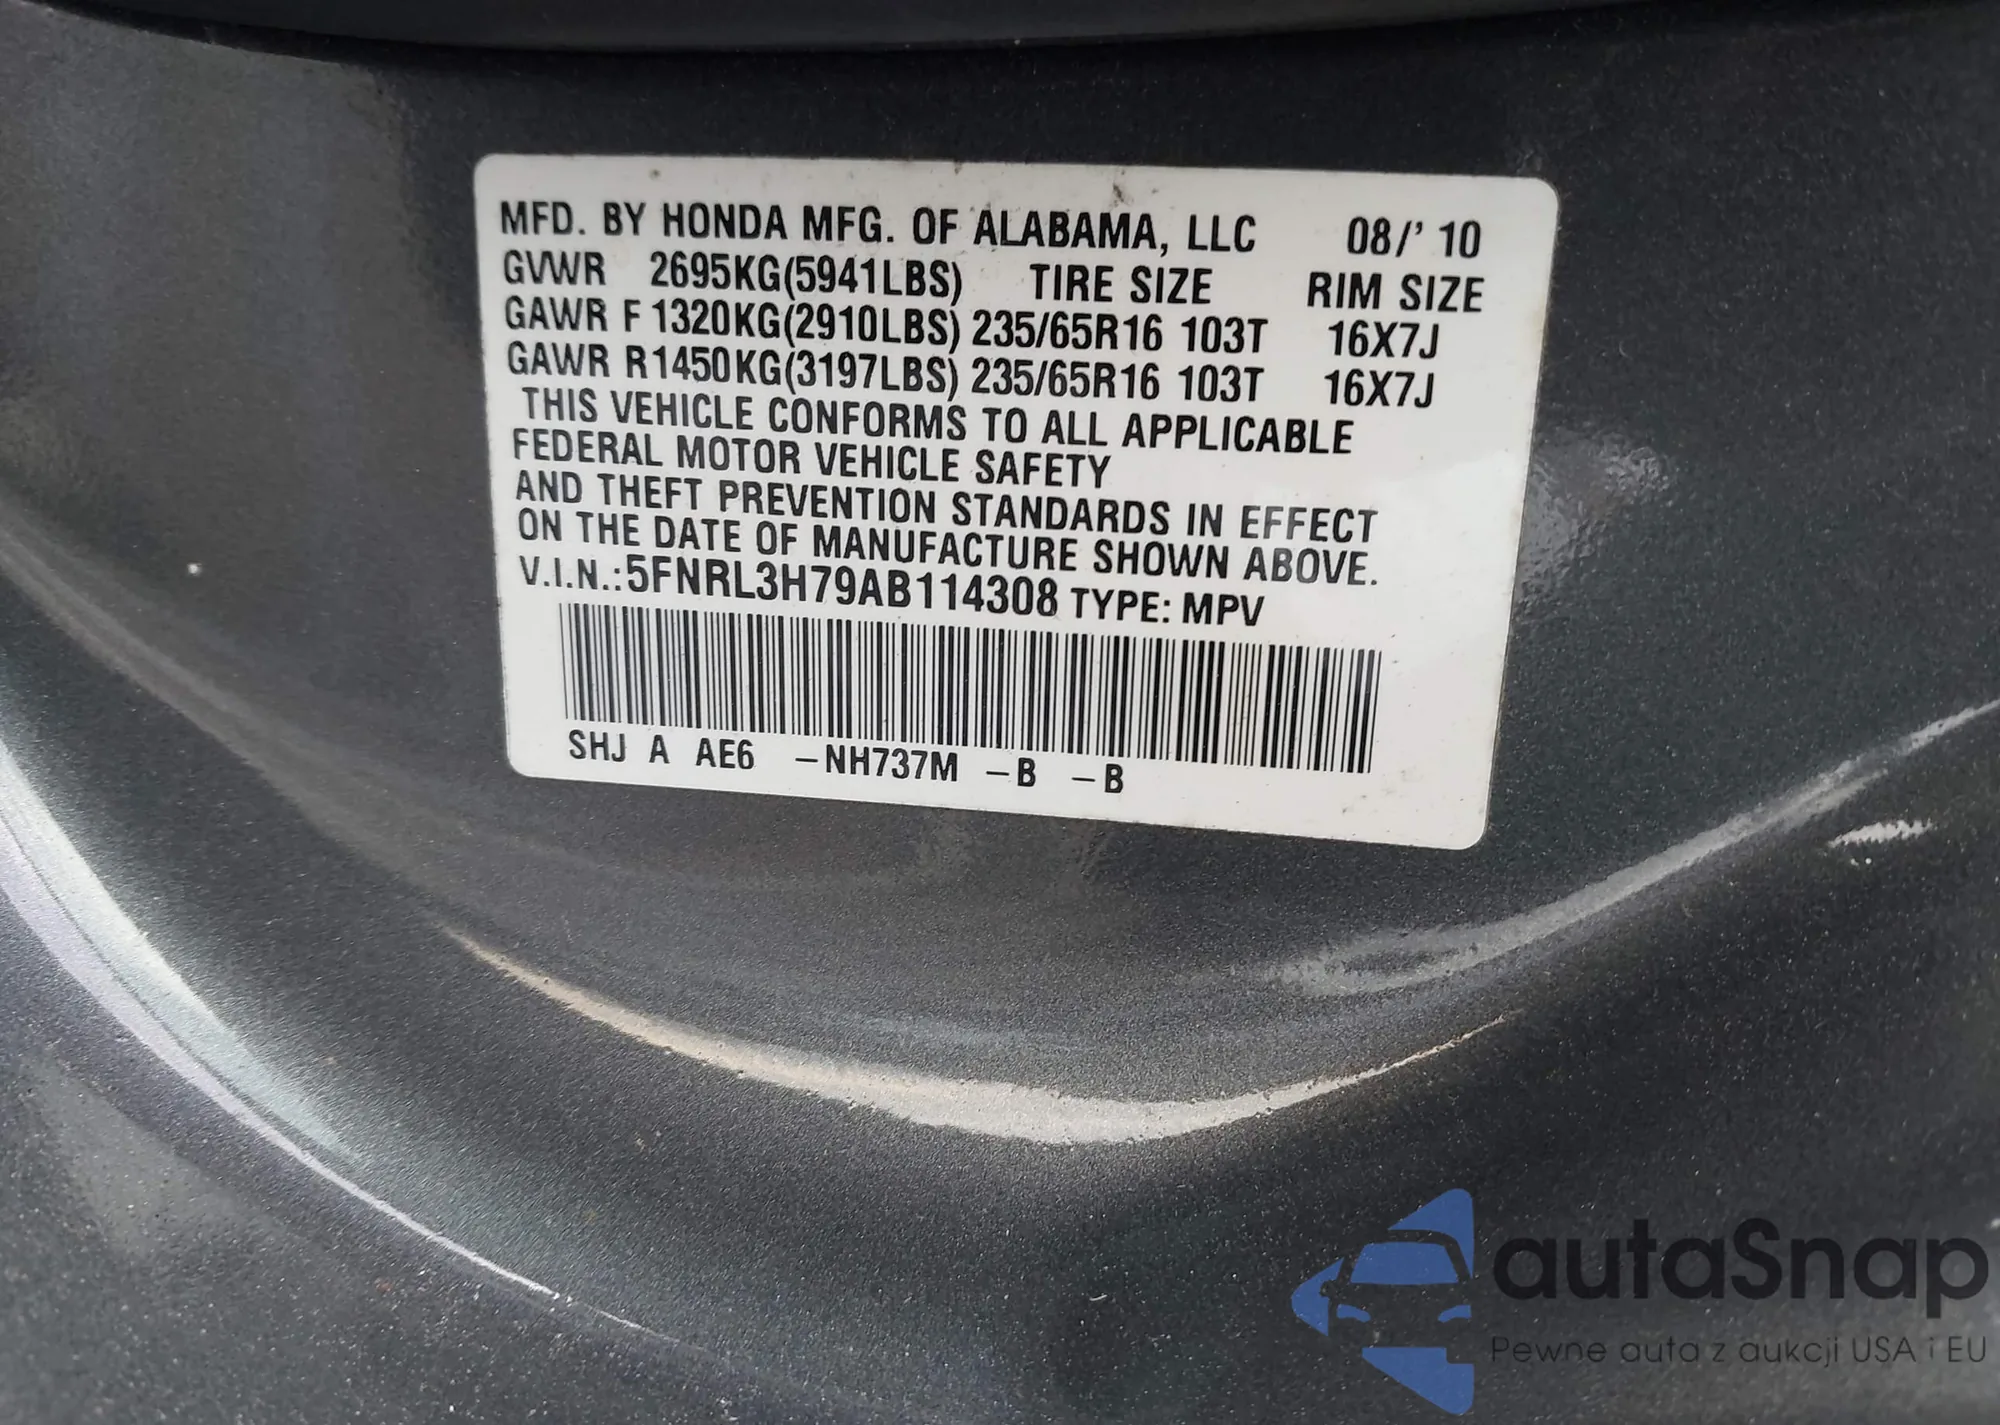 MFD. BY HONDA MFG. OF ALABAMA, LLC 08/' 10
GVWR 2695KG(5941LBS) TIRE SIZE RIM SIZE
GAWR F 1320KG(2910LBS) 235/65R16 103T 16X7J
GAWR R1450KG(3197LBS) 235/65R16 103T 16X7J
THIS VEHICLE CONFORMS TO ALL APPLICABLE
FEDERAL MOTOR VEHICLE SAFETY
AND THEFT PREVENTION STANDARDS IN EFFECT
ON THE DATE OF MANUFACTURE SHOWN ABOVE.
V.I.N.:5FNRL3H79AB114308 TYPE: MPV
SHJ A AE6 -NH737M -B -B
autaSnap
Pewne auta z aukcji USA i EU